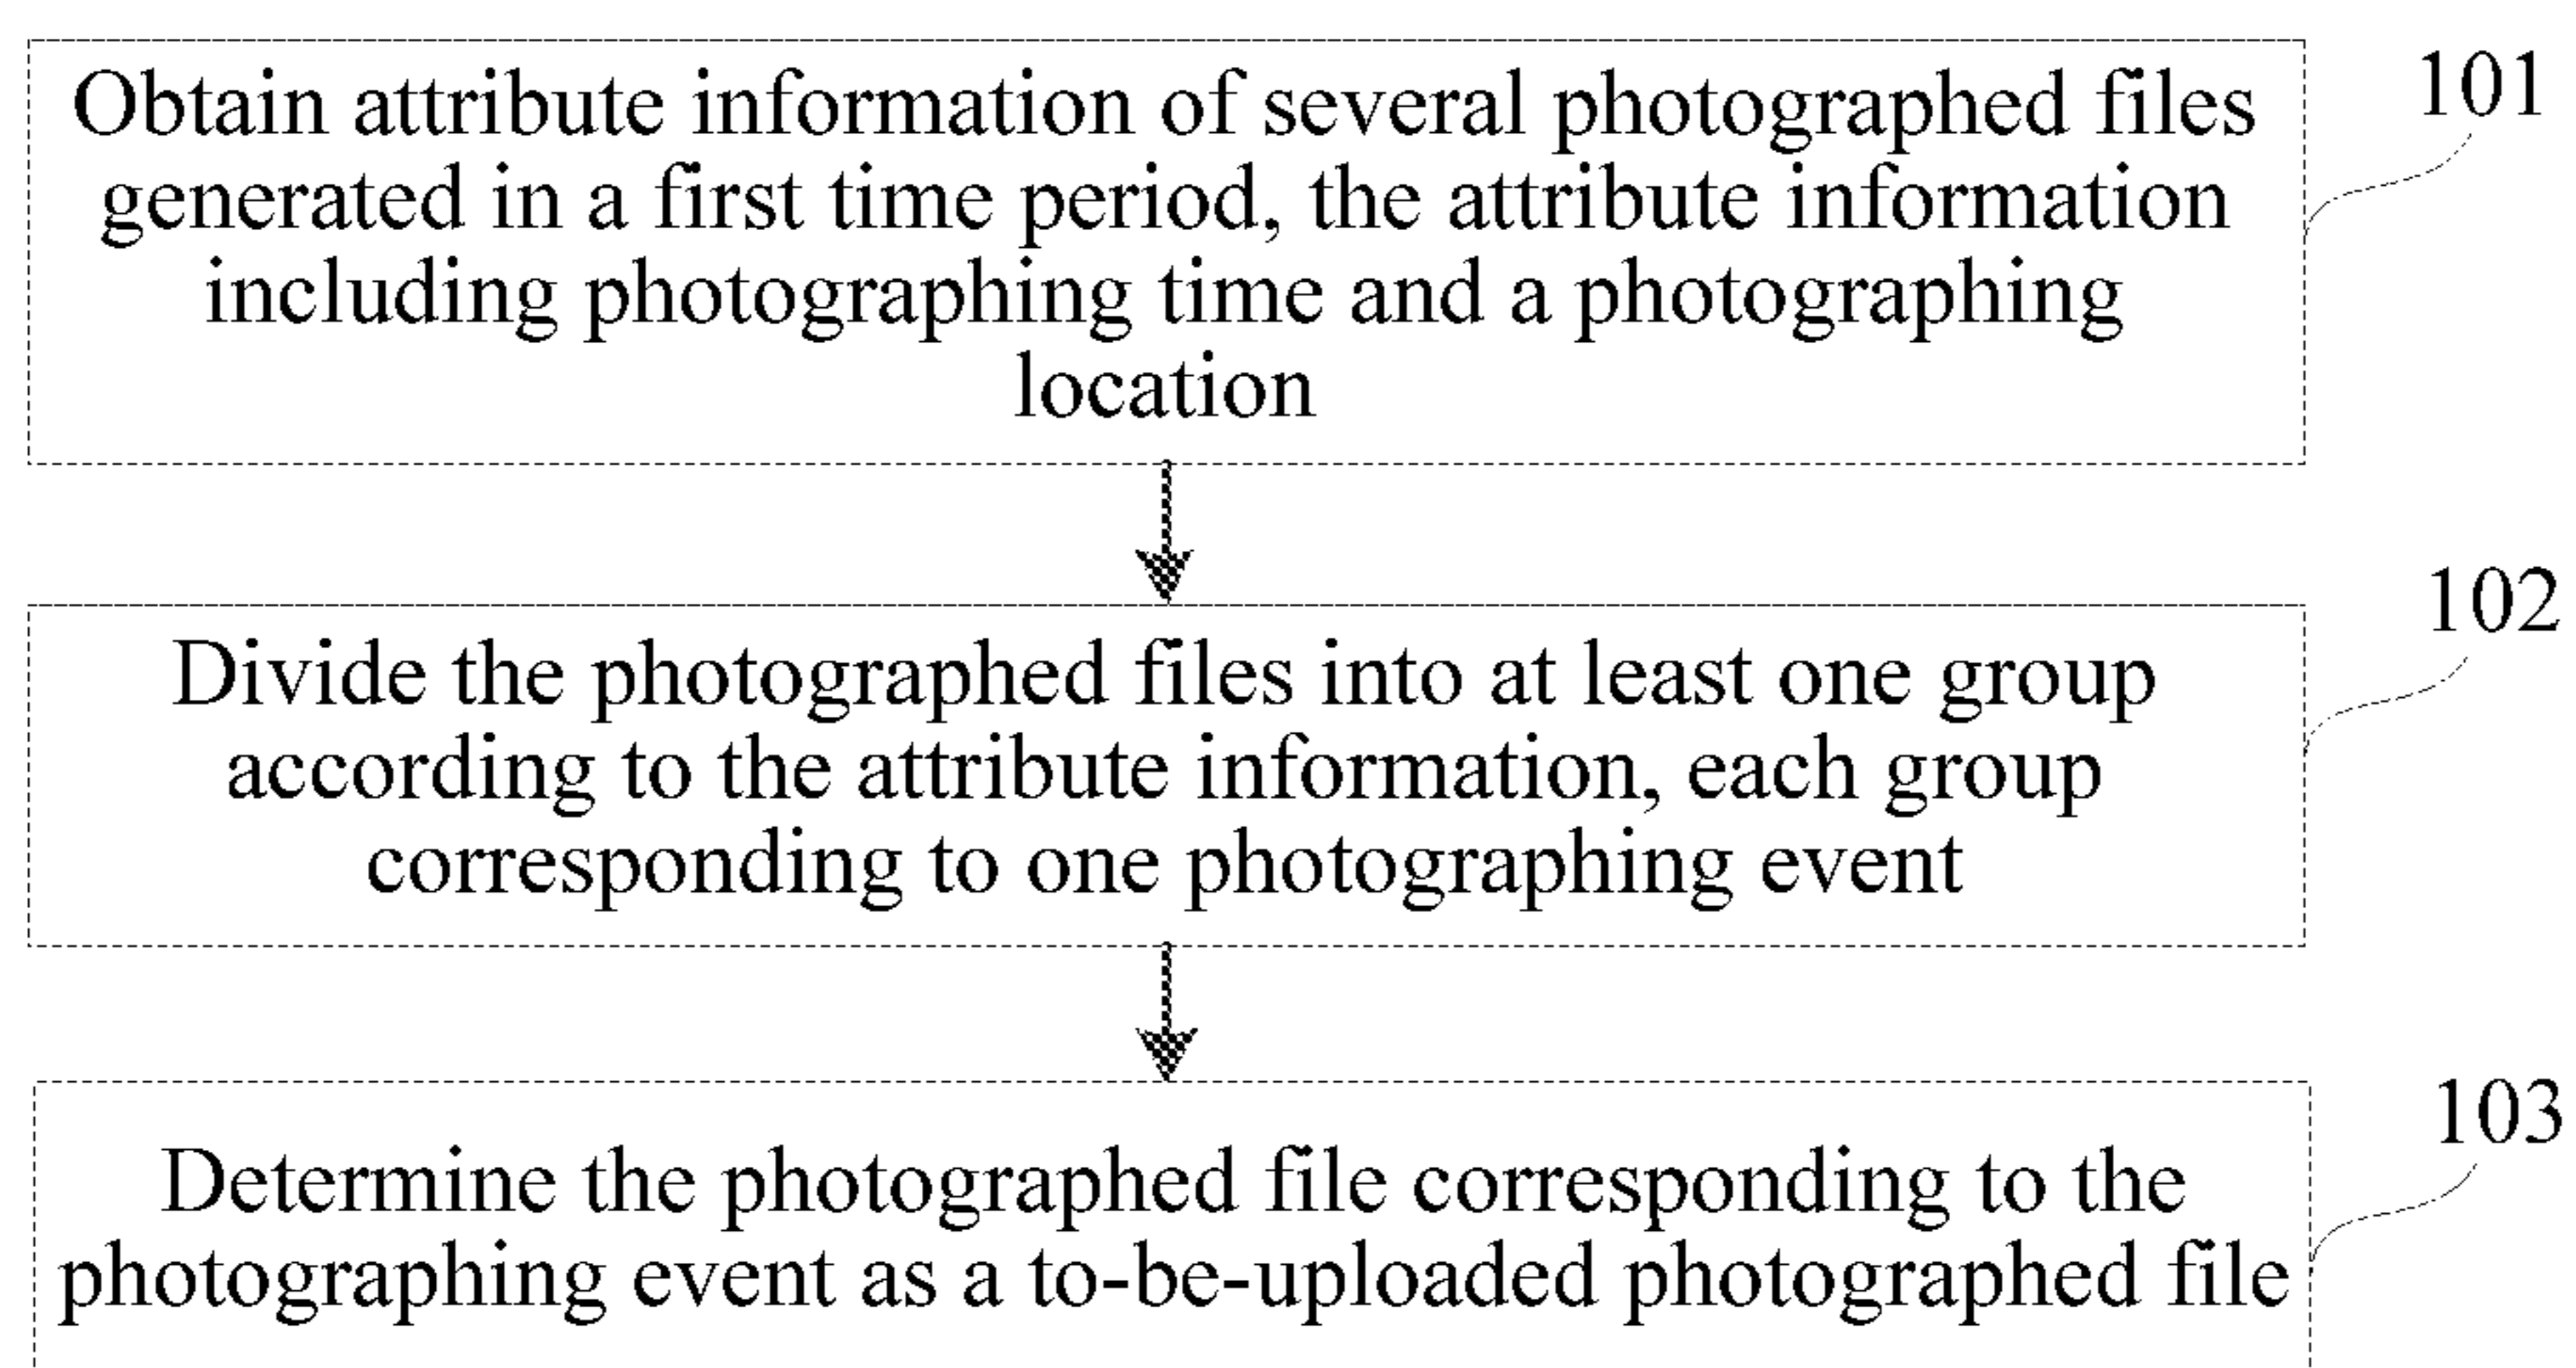 Obtain attribute information of several photographed files
generated in a first time period, the attribute information
including photographing time and a photographing
location
101
Divide the photographed files into at least one group
according to the attribute information, each group
corresponding to one photographing event
102
Determine the photographed file corresponding to the
photographing event as a to-be-uploaded photographed file
103